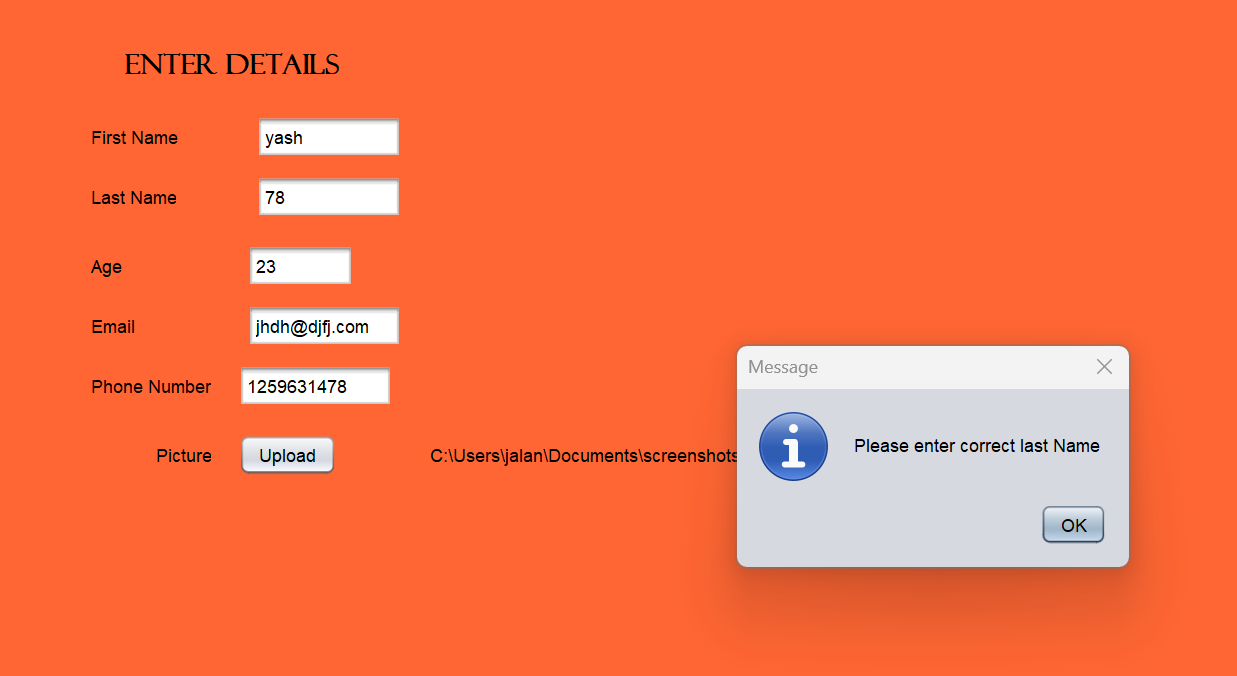 ENTER DETAILS
First Name yash
Last Name 78
Age 23
Email jhdh@djfj.com
Phone Number 1259631478
Message
Please enter correct last Name
Picture Upload C:\Users\jalan\Documents\screenshots
OK